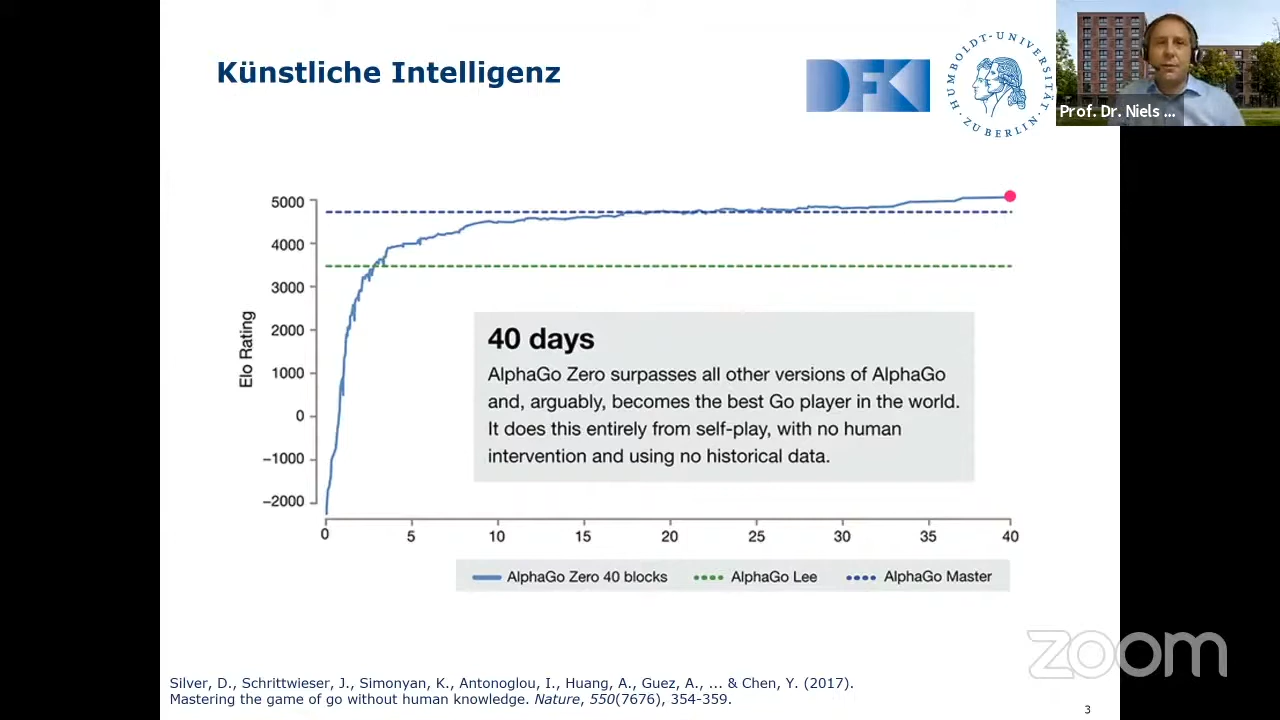 Künstliche Intelligenz
DFKI
HUMBOLDT-UNIVERSITÄT
ZU BERLIN
Prof. Dr. Niels ...
5000
4000
3000
2000
1000
0
−1000
−2000
Elo Rating
40 days
AlphaGo Zero surpasses all other versions of AlphaGo
and, arguably, becomes the best Go player in the world.
It does this entirely from self-play, with no human
intervention and using no historical data.
0 5 10 15 20 25 30 35 40
AlphaGo Zero 40 blocks AlphaGo Lee AlphaGo Master
zoom
Silver, D., Schrittwieser, J., Simonyan, K., Antonoglou, I., Huang, A., Guez, A., ... & Chen, Y. (2017).
Mastering the game of go without human knowledge. Nature, 550(7676), 354-359.
3